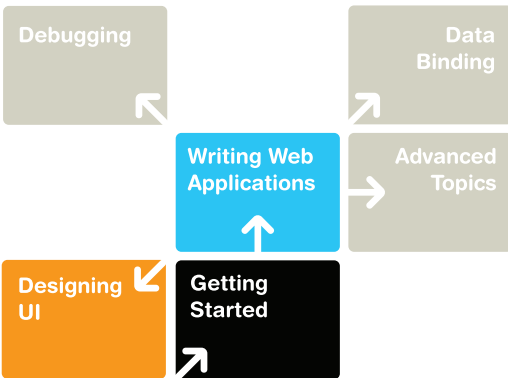 Debugging
Data
Binding
Writing Web
Applications
Advanced
Topics
Designing
UI
Getting
Started